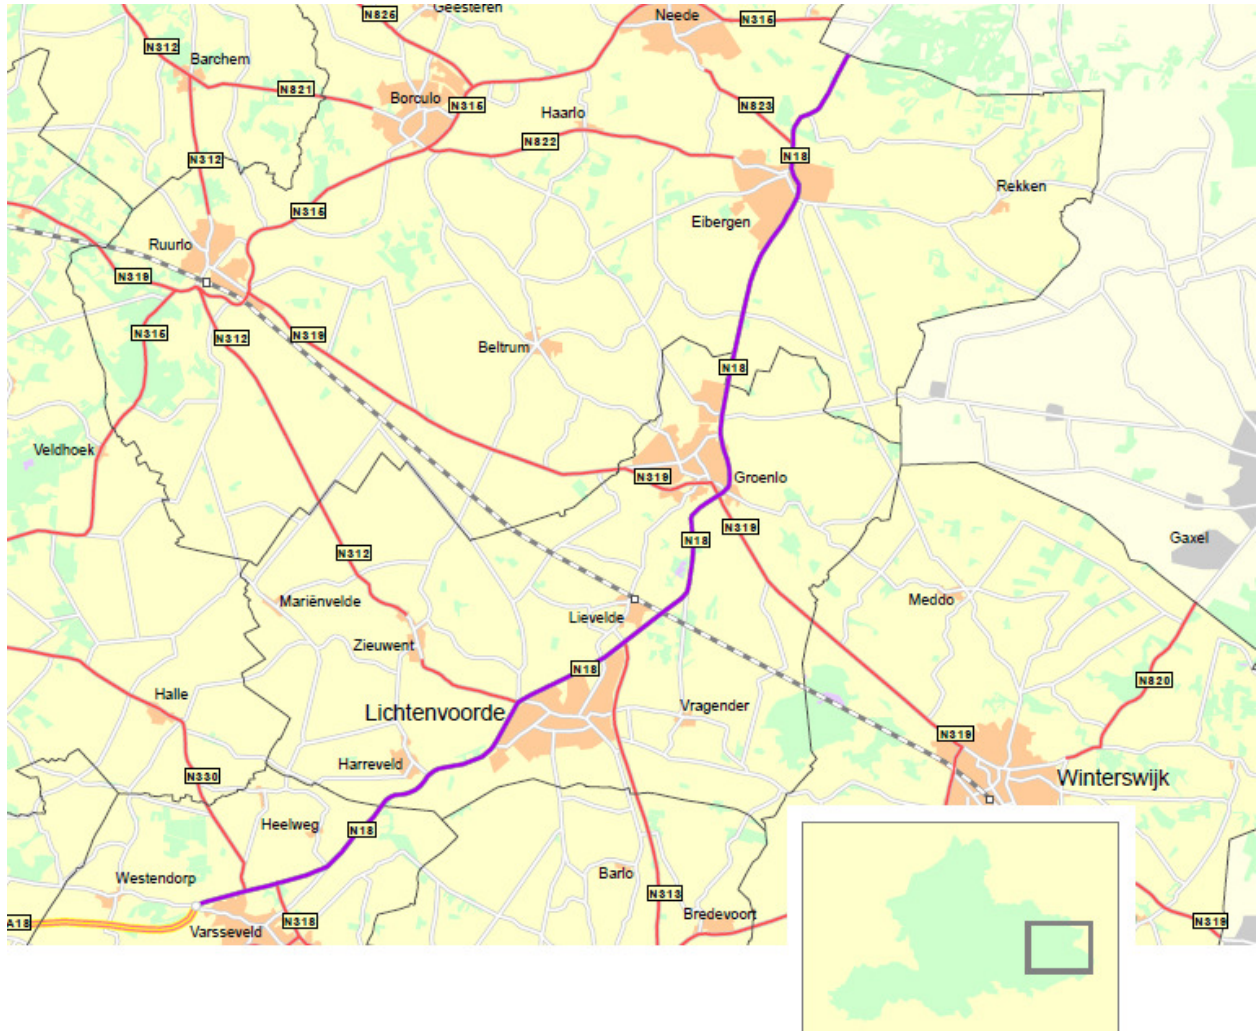 N825
Geesteren
Neede
N315
N312
Barchem
N821
Borculo
N315
Haarlo
N823
N822
N18
N312
Rekken
N315
Eibergen
Ruurlo
N319
N315
N312
N319
Beltrum
N18
Veldhoek
N319
Groenlo
N319
N18
Gaxel
N312
Mariënvelde
Meddo
Lievelde
Zieuwent
N18
N820
Halle
Lichtenvoorde
Vragender
N319
Harreveld
N330
Winterswijk
Heelweg
N18
Westendorp
Barlo
N313
Bredevoort
A18
Varsseveld
N318
N319